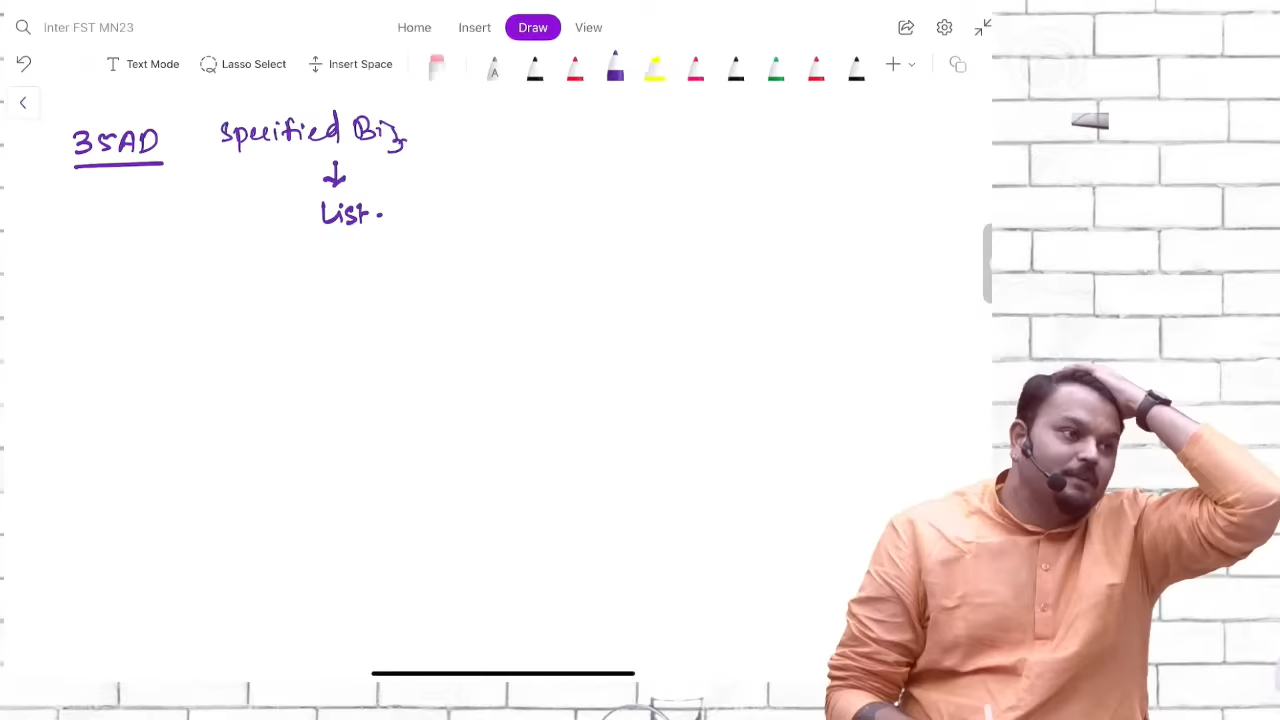 Inter FST MN23
Home Insert Draw View
Text Mode Lasso Select Insert Space
A
35AD Specified Biz
List.